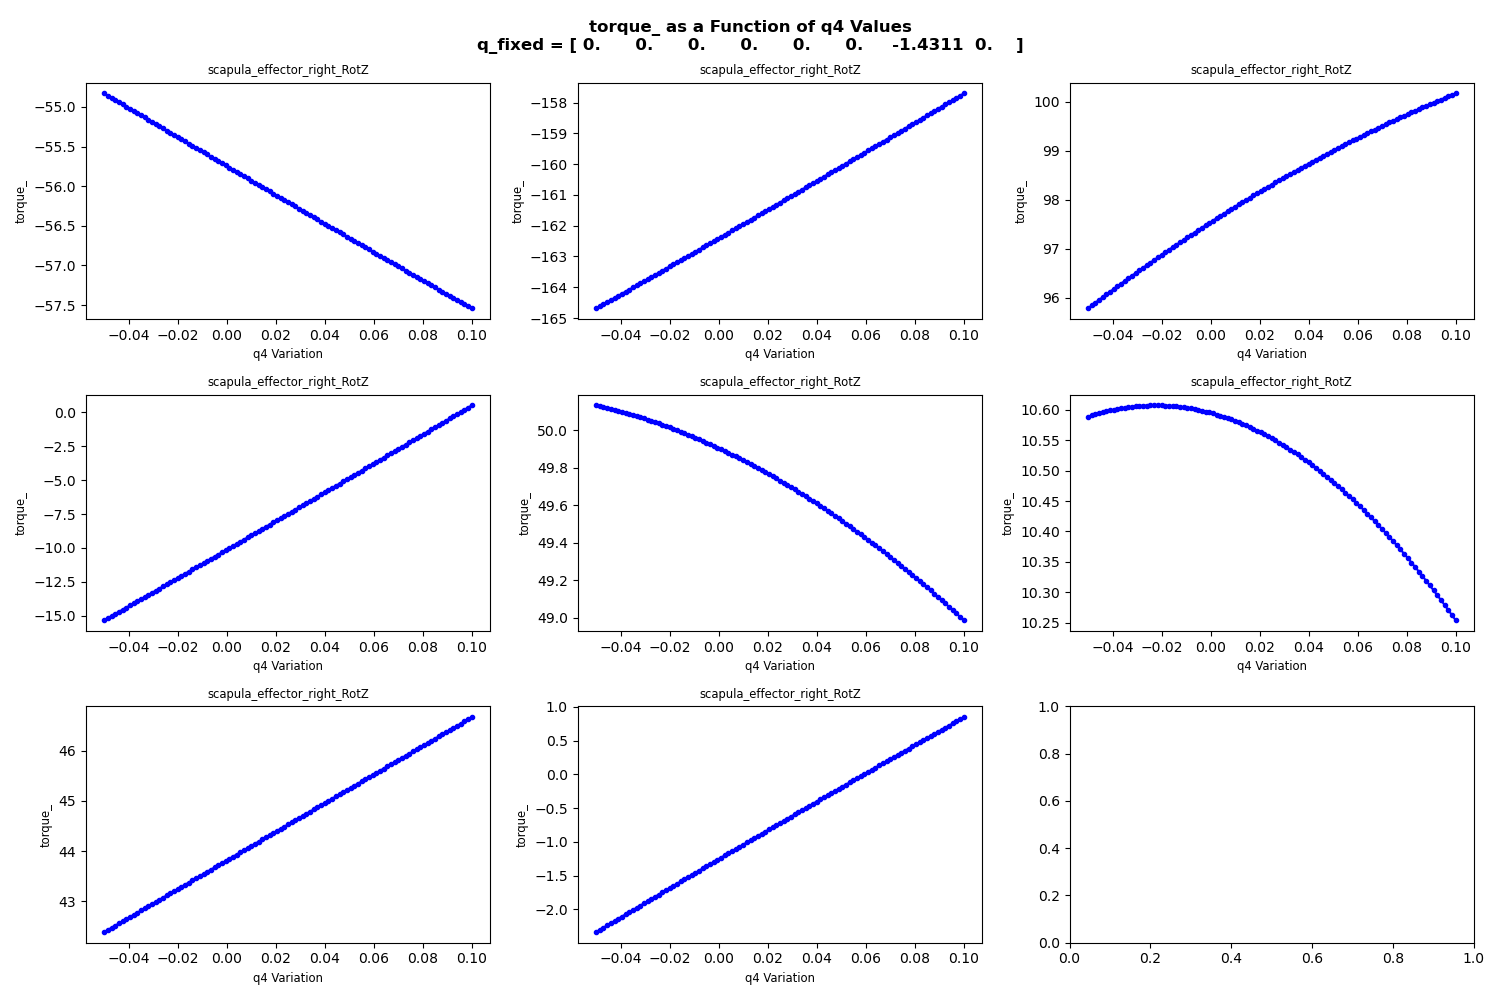 torque_ as a Function of q4 Values
q_fixed = [ 0. 0. 0. 0. 0. 0. -1.4311 0. ]
scapula_effector_right_RotZ
torque_
−55.0
−55.5
−56.0
−56.5
−57.0
−57.5
−0.04 −0.02 0.00 0.02 0.04 0.06 0.08 0.10
q4 Variation
scapula_effector_right_RotZ
torque_
−158
−159
−160
−161
−162
−163
−164
−165
−0.04 −0.02 0.00 0.02 0.04 0.06 0.08 0.10
q4 Variation
scapula_effector_right_RotZ
torque_
100
99
98
97
96
−0.04 −0.02 0.00 0.02 0.04 0.06 0.08 0.10
q4 Variation
scapula_effector_right_RotZ
torque_
0.0
−2.5
−5.0
−7.5
−10.0
−12.5
−15.0
−0.04 −0.02 0.00 0.02 0.04 0.06 0.08 0.10
q4 Variation
scapula_effector_right_RotZ
torque_
50.0
49.8
49.6
49.4
49.2
49.0
−0.04 −0.02 0.00 0.02 0.04 0.06 0.08 0.10
q4 Variation
scapula_effector_right_RotZ
torque_
10.60
10.55
10.50
10.45
10.40
10.35
10.30
10.25
−0.04 −0.02 0.00 0.02 0.04 0.06 0.08 0.10
q4 Variation
scapula_effector_right_RotZ
torque_
46
45
44
43
−0.04 −0.02 0.00 0.02 0.04 0.06 0.08 0.10
q4 Variation
scapula_effector_right_RotZ
torque_
1.0
0.5
0.0
−0.5
−1.0
−1.5
−2.0
−0.04 −0.02 0.00 0.02 0.04 0.06 0.08 0.10
q4 Variation
1.0
0.8
0.6
0.4
0.2
0.0
0.0 0.2 0.4 0.6 0.8 1.0